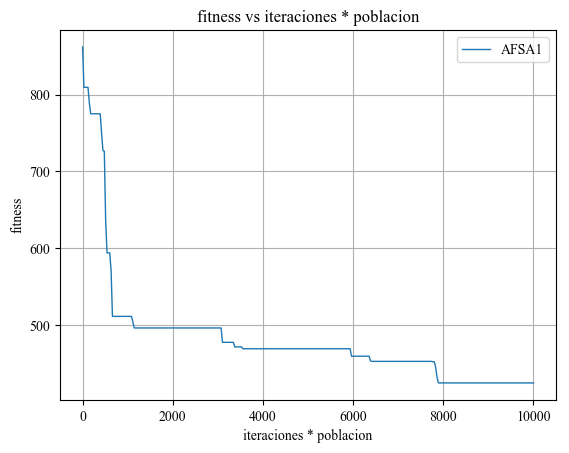 fitness vs iteraciones * poblacion
AFSA1
800
700
600
500
fitness
0
2000
4000
6000
8000
10000
iteraciones * poblacion